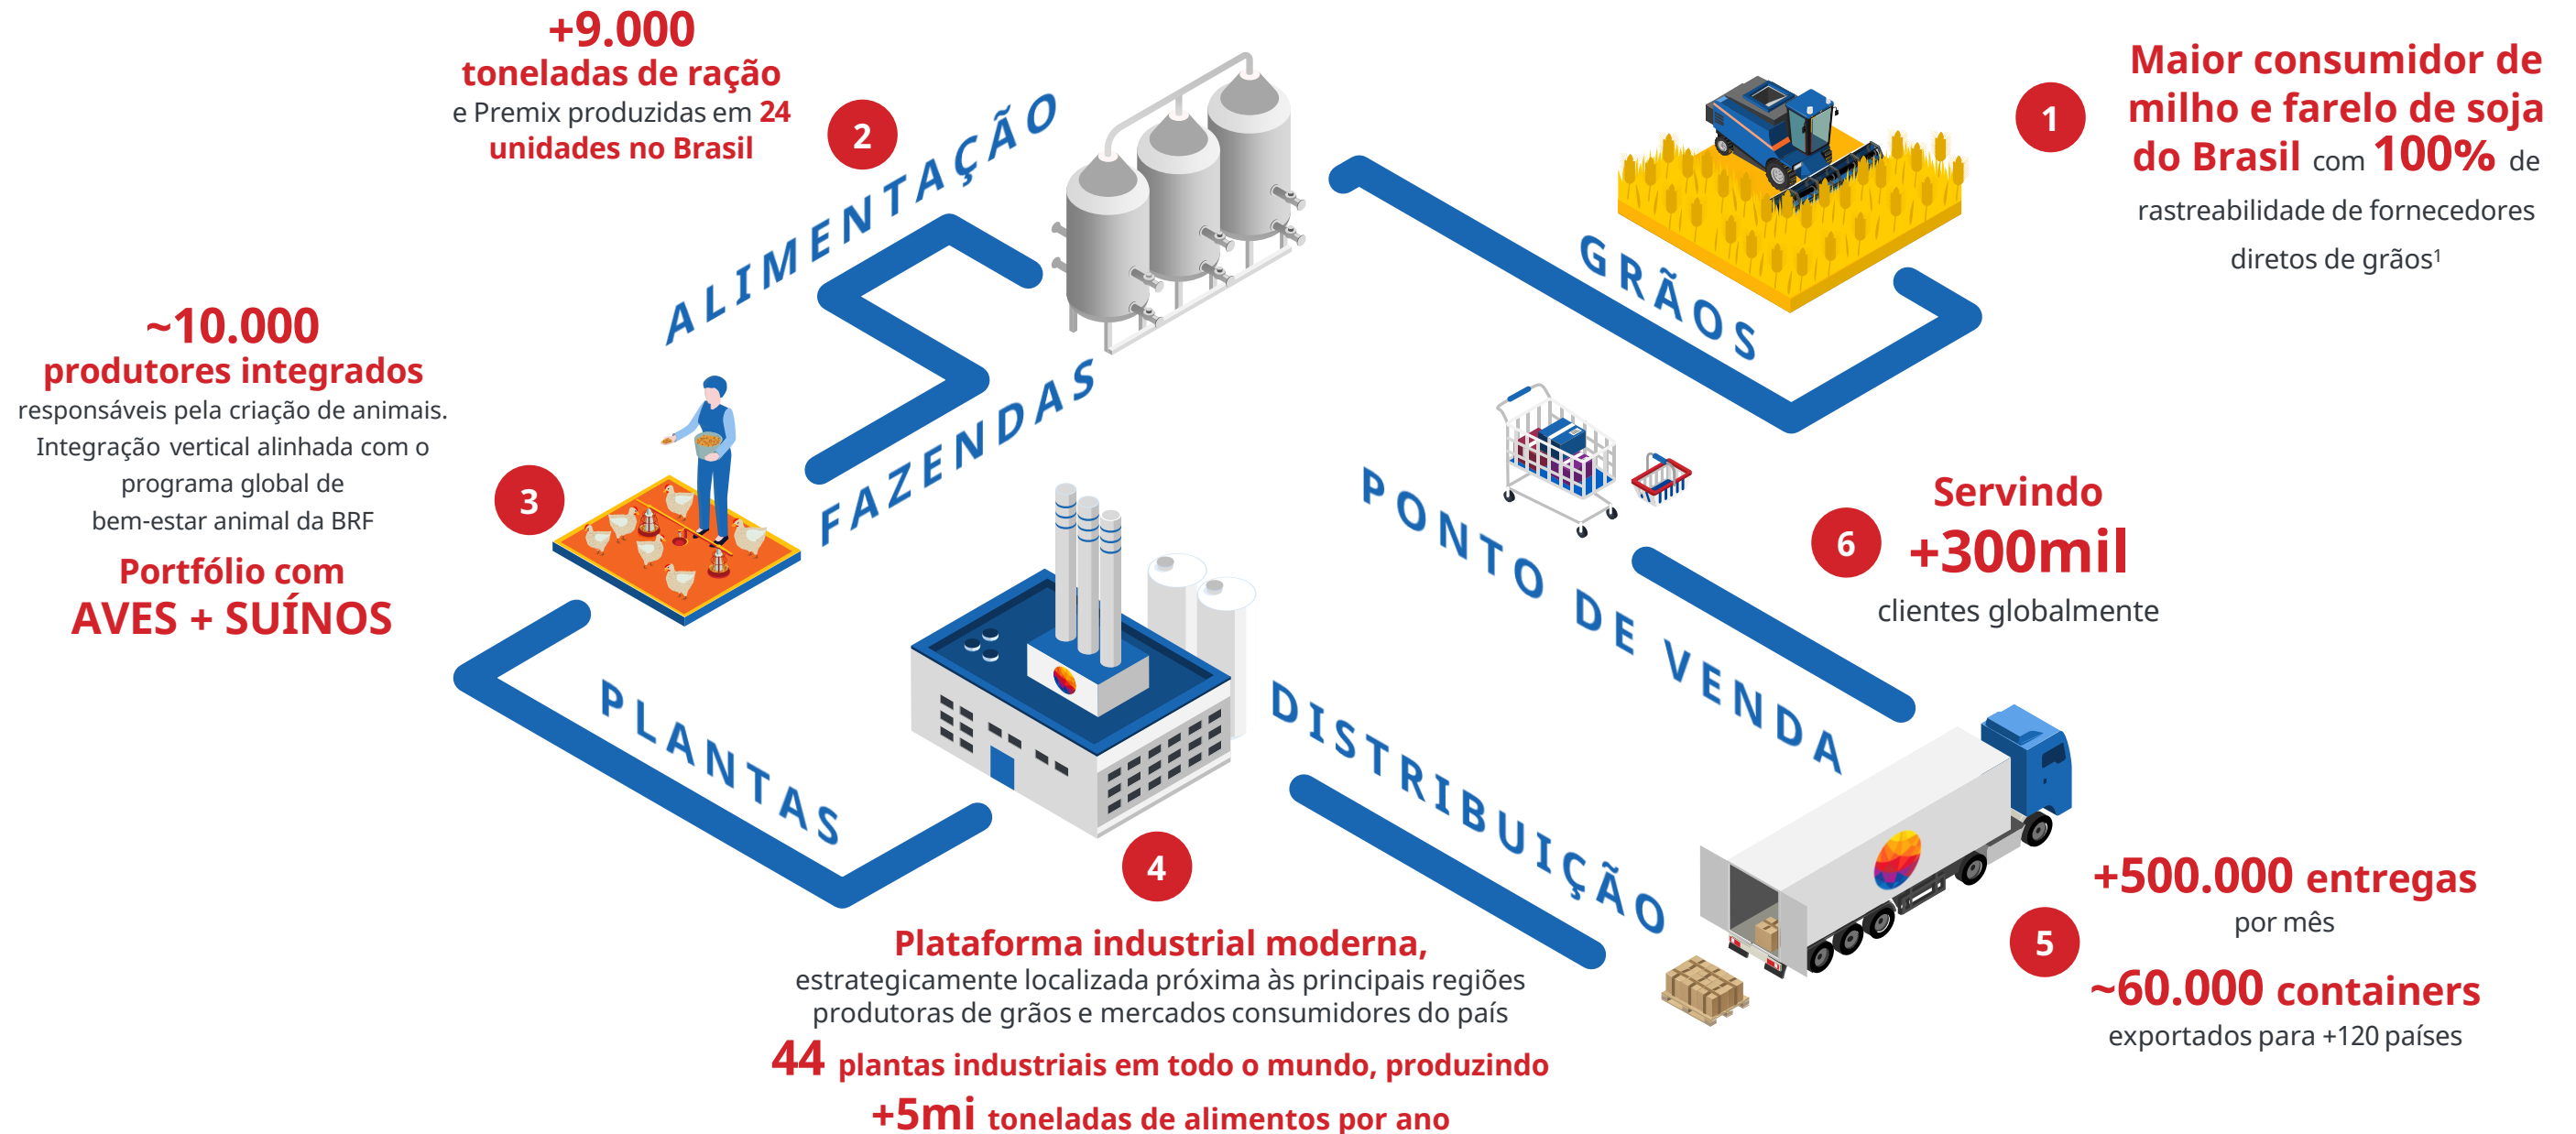 Maior consumidor de
milho e farelo de soja
do Brasil com 100% de
rastreabilidade de fornecedores
diretos de grãos¹
1
GRÃOS
+9.000
toneladas de ração
e Premix produzidas em 24
unidades no Brasil
2
ALIMENTAÇÃO
~10.000
produtores integrados
responsáveis pela criação de animais.
Integração vertical alinhada com o
programa global de
bem-estar animal da BRF
Portfólio com
AVES + SUÍNOS
3
FAZENDAS
PLANTAS
4
Plataforma industrial moderna,
estrategicamente localizada próxima às principais regiões
produtoras de grãos e mercados consumidores do país
44 plantas industriais em todo o mundo, produzindo
+5mi toneladas de alimentos por ano
DISTRIBUIÇÃO
5
+500.000 entregas
por mês
~60.000 containers
exportados para +120 países
PONTO DE VENDA
6
Servindo
+300mil
clientes globalmente